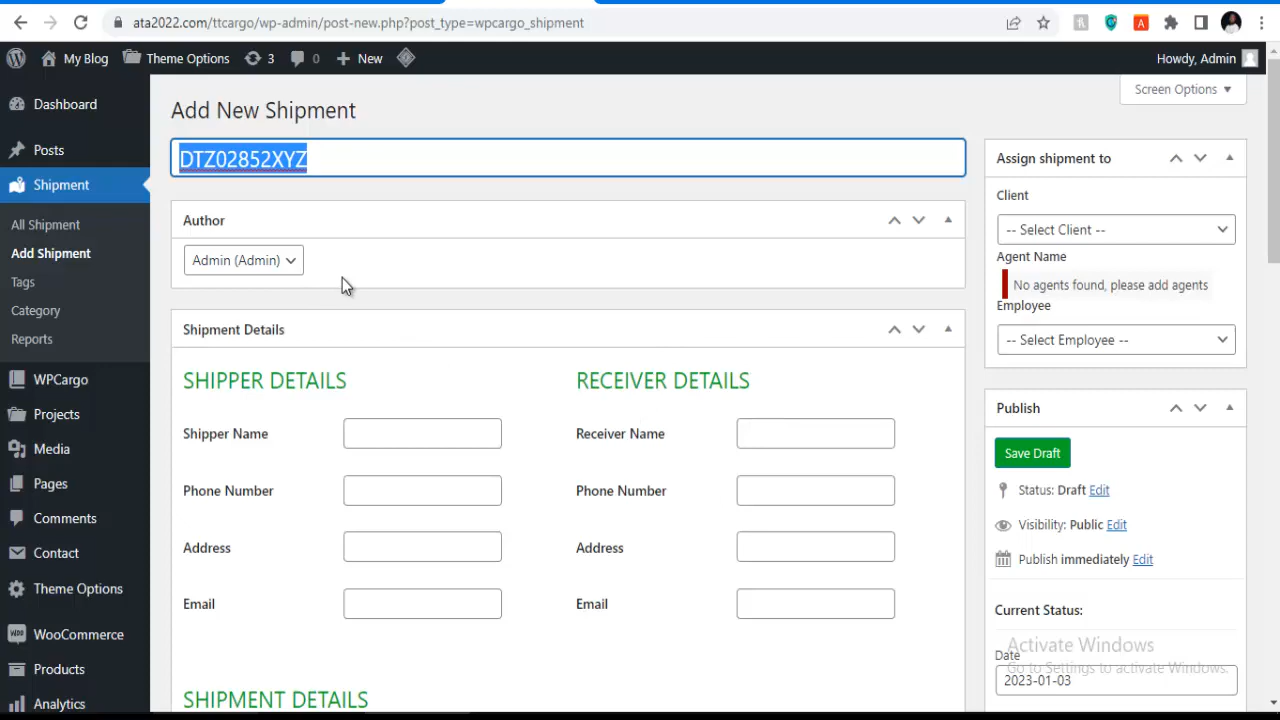 ata2022.com/ttcargo/wp-admin/post-new.php?post_type=wpcargo_shipment
My Blog
Theme Options
3
0
New
Howdy, Admin
Dashboard
Posts
Shipment
All Shipment
Add Shipment
Tags
Category
Reports
WPCargo
Projects
Media
Pages
Comments
Contact
Theme Options
WooCommerce
Products
Analytics
Screen Options
Add New Shipment
DTZ02852XYZ
Author
Admin (Admin)
Shipment Details
SHIPPER DETAILS
Shipper Name
Phone Number
Address
Email
RECEIVER DETAILS
Receiver Name
Phone Number
Address
Email
SHIPMENT DETAILS
Assign shipment to
Client
-- Select Client --
Agent Name
No agents found, please add agents
Employee
-- Select Employee --
Publish
Save Draft
Status: Draft Edit
Visibility: Public Edit
Publish immediately Edit
Current Status:
Activate Windows
Date
Go to Settings to activate Windows.
2023-01-03